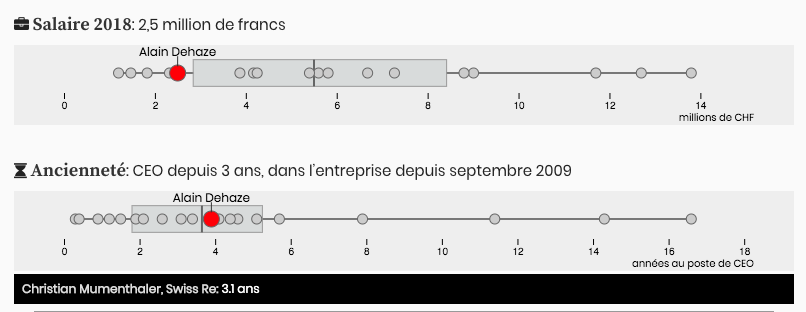 Salaire 2018: 2,5 million de francs
Alain Dehaze
0 2 4 6 8 10 12 14
millions de CHF
Ancienneté: CEO depuis 3 ans, dans l'entreprise depuis septembre 2009
Alain Dehaze
0 2 4 6 8 10 12 14 16 18
années au poste de CEO
Christian Mumenthaler, Swiss Re: 3.1 ans